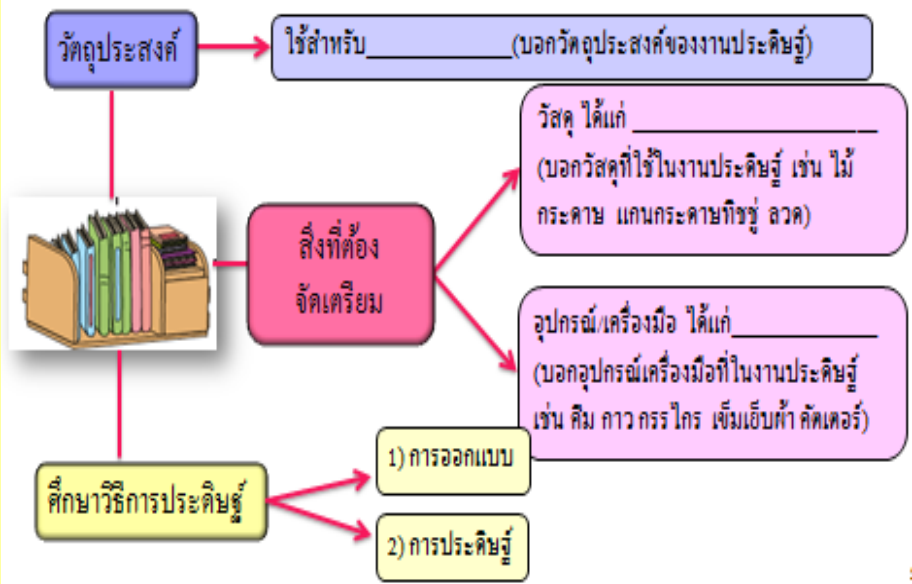 วัตถุประสงค์
ใช้สำหรับ____________(บอกวัตถุประสงค์ของงานประดิษฐ์)
วัสดุ ได้แก่ ____________________
(บอกวัสดุที่ใช้ในงานประดิษฐ์ เช่น ไม้
กระดาษ แกนกระดาษทิชชู่ ลวด)
สิ่งที่ต้อง
จัดเตรียม
อุปกรณ์/เครื่องมือ ได้แก่____________
(บอกอุปกรณ์เครื่องมือที่ในงานประดิษฐ์
เช่น คีม กาว กรรไกร เข็มเย็บผ้า คัตเตอร์)
ศึกษาวิธีการประดิษฐ์
1) การออกแบบ
2) การประดิษฐ์